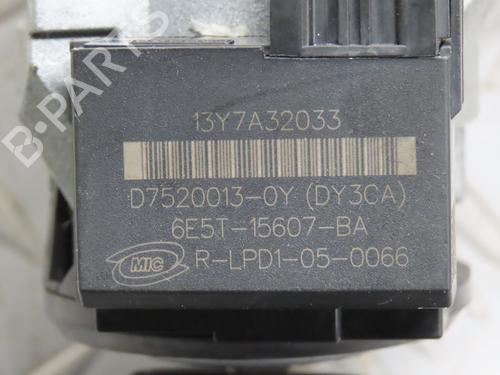 B-PARTS
13Y7A32033
D7520013-0Y (DY3CA)
6E5T-15607-BA
MIC R-LPD1-05-0066